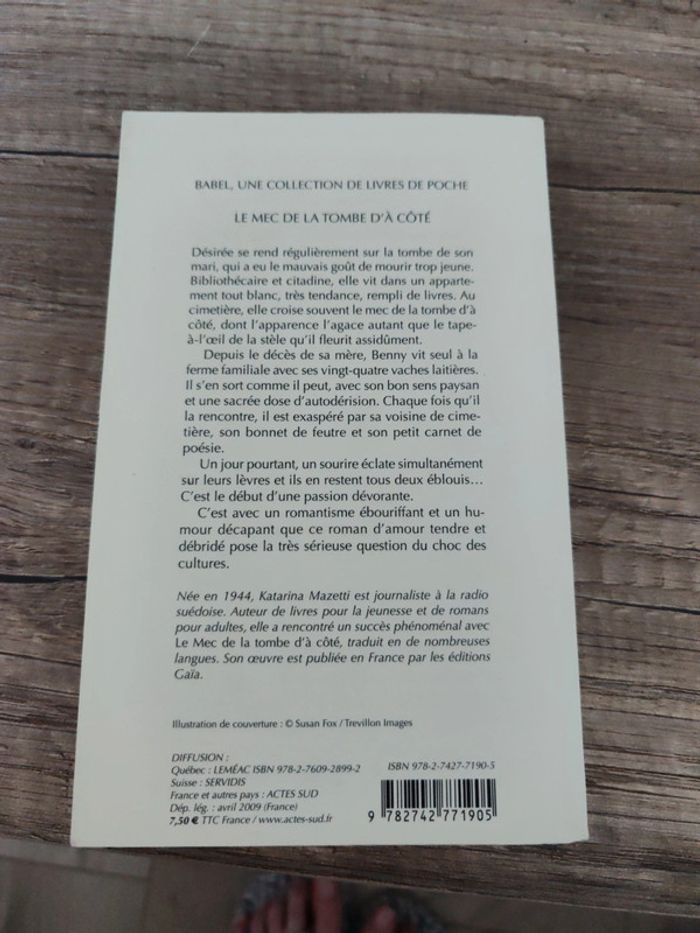 BABEL, UNE COLLECTION DE LIVRES DE POCHE
LE MEC DE LA TOMBE D'À CÔTÉ
Désirée se rend régulièrement sur la tombe de son
mari, qui a eu le mauvais goût de mourir trop jeune.
Bibliothécaire et citadine, elle vit dans un apparte-
ment tout blanc, très tendance, rempli de livres. Au
cimetière, elle croise souvent le mec de la tombe d'à
côté, dont l'apparence l'agace autant que le tape-
à-l'œil de la stèle qu'il fleurit assidûment.
Depuis le décès de sa mère, Benny vit seul à la
ferme familiale avec ses vingt-quatre vaches laitières.
Il s'en sort comme il peut, avec son bon sens paysan
et une sacrée dose d'autodérision. Chaque fois qu'il
la rencontre, il est exaspéré par sa voisine de cime-
tière, son bonnet de feutre et son petit carnet de
poésie.
Un jour pourtant, un sourire éclate simultanément
sur leurs lèvres et ils en restent tous deux éblouis...
C'est le début d'une passion dévorante.
C'est avec un romantisme ébouriffant et un hu-
mour décapant que ce roman d'amour tendre et
débridé pose la très sérieuse question du choc des
cultures.
Née en 1944, Katarina Mazetti est journaliste à la radio
suédoise. Auteur de livres pour la jeunesse et de romans
pour adultes, elle a rencontré un succès phénoménal avec
Le Mec de la tombe d'à côté, traduit en de nombreuses
langues. Son œuvre est publiée en France par les éditions
Gaïa.
Illustration de couverture : © Susan Fox / Trevillon Images
DIFFUSION :
Québec : LEMÉAC ISBN 978-2-7609-2899-2
Suisse : SERVIDIS
France et autres pays : ACTES SUD
Dép. lég. : avril 2009 (France)
7,50 € TTC France / www.actes-sud.fr
ISBN 978-2-7427-7190-5
9 782742 771905